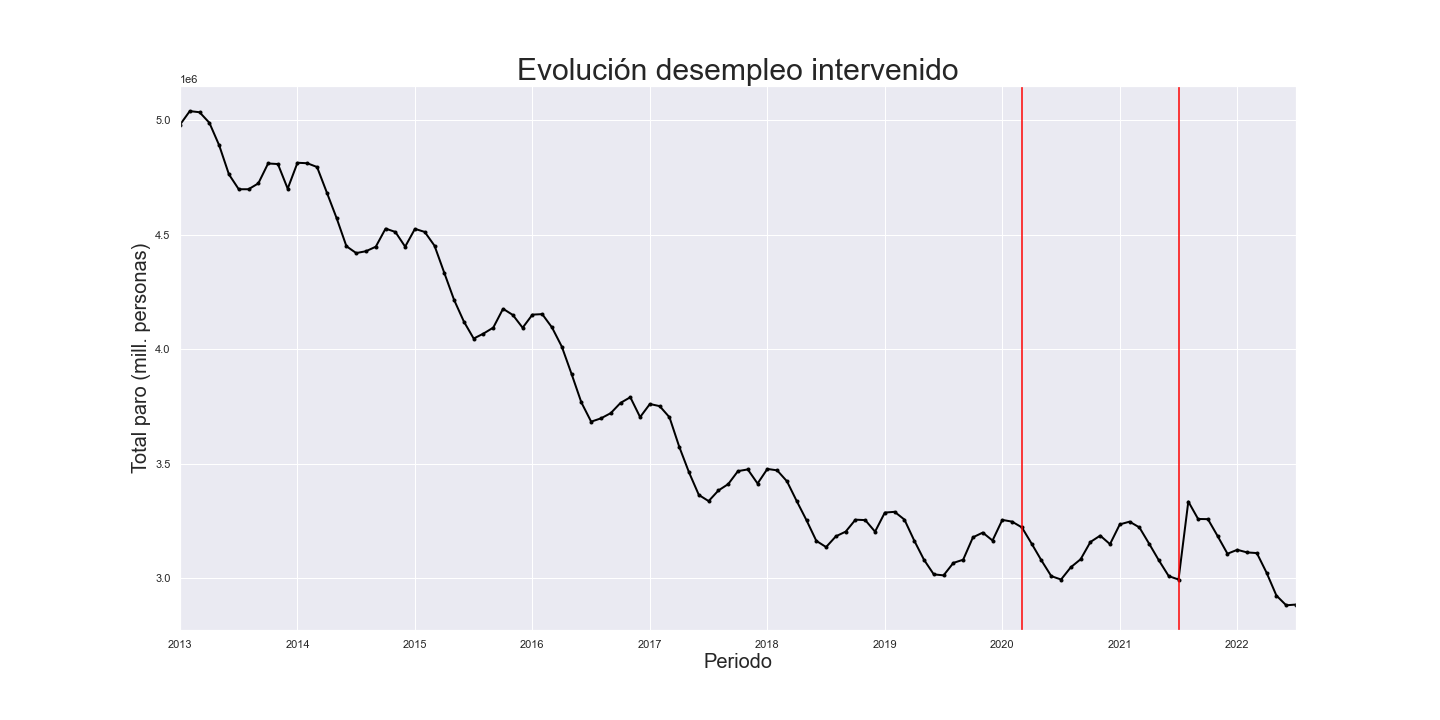 Evolución desempleo intervenido
1e6
5.0
4.5
4.0
3.5
3.0
Total paro (mill. personas)
2013 2014 2015 2016 2017 2018 2019 2020 2021 2022
Periodo